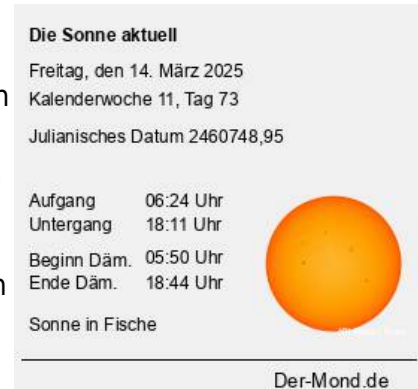 Die Sonne aktuell
Freitag, den 14. März 2025
Kalenderwoche 11, Tag 73
Julianisches Datum 2460748,95
Aufgang 06:24 Uhr
Untergang 18:11 Uhr
Beginn Däm. 05:50 Uhr
Ende Däm. 18:44 Uhr
Sonne in Fische
Der-Mond.de